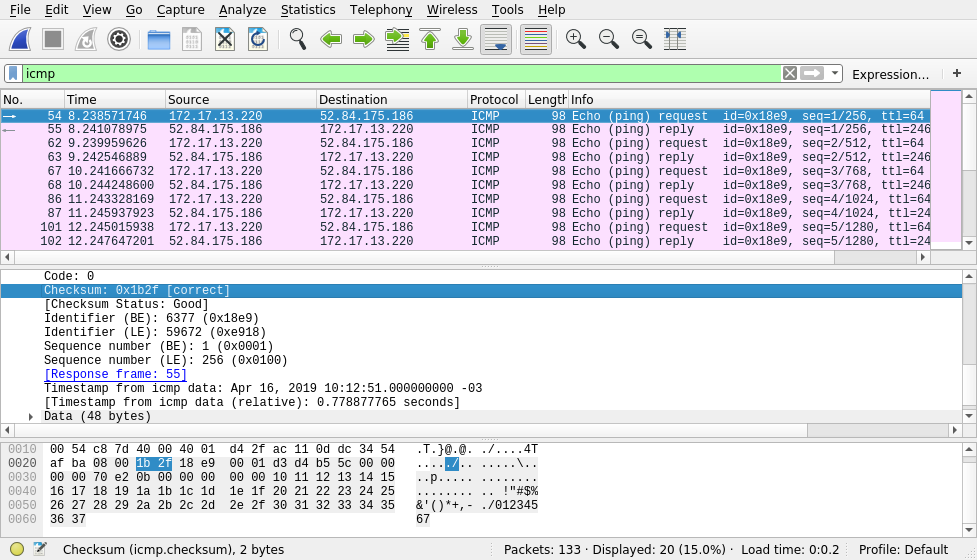 File Edit View Go Capture Analyze Statistics Telephony Wireless Tools Help
icmp Expression… +
No. Time Source Destination Protocol Length Info
54 8.238571746 172.17.13.220 52.84.175.186 ICMP 98 Echo (ping) request id=0x18e9, seq=1/256, ttl=64
55 8.241078975 52.84.175.186 172.17.13.220 ICMP 98 Echo (ping) reply id=0x18e9, seq=1/256, ttl=246
62 9.239959626 172.17.13.220 52.84.175.186 ICMP 98 Echo (ping) request id=0x18e9, seq=2/512, ttl=64
63 9.242546889 52.84.175.186 172.17.13.220 ICMP 98 Echo (ping) reply id=0x18e9, seq=2/512, ttl=246
67 10.241666732 172.17.13.220 52.84.175.186 ICMP 98 Echo (ping) request id=0x18e9, seq=3/768, ttl=64
68 10.244248600 52.84.175.186 172.17.13.220 ICMP 98 Echo (ping) reply id=0x18e9, seq=3/768, ttl=246
86 11.243328169 172.17.13.220 52.84.175.186 ICMP 98 Echo (ping) request id=0x18e9, seq=4/1024, ttl=64
87 11.245937923 52.84.175.186 172.17.13.220 ICMP 98 Echo (ping) reply id=0x18e9, seq=4/1024, ttl=24
101 12.245015938 172.17.13.220 52.84.175.186 ICMP 98 Echo (ping) request id=0x18e9, seq=5/1280, ttl=64
102 12.247647201 52.84.175.186 172.17.13.220 ICMP 98 Echo (ping) reply id=0x18e9, seq=5/1280, ttl=24
Code: 0
Checksum: 0x1b2f [correct]
[Checksum Status: Good]
Identifier (BE): 6377 (0x18e9)
Identifier (LE): 59672 (0xe918)
Sequence number (BE): 1 (0x0001)
Sequence number (LE): 256 (0x0100)
[Response frame: 55]
Timestamp from icmp data: Apr 16, 2019 10:12:51.000000000 -03
[Timestamp from icmp data (relative): 0.778877765 seconds]
Data (48 bytes)
0010 00 54 c8 7d 40 00 40 01 d4 2f ac 11 0d dc 34 54 .T.}@.@. ./....4T
0020 af ba 08 00 1b 2f 18 e9 00 01 d3 d4 b5 5c 00 00 ...../.. .....\..
0030 00 00 70 e2 0b 00 00 00 00 00 10 11 12 13 14 15 ..p..... ........
0040 16 17 18 19 1a 1b 1c 1d 1e 1f 20 21 22 23 24 25 ........ .. !"#$%
0050 26 27 28 29 2a 2b 2c 2d 2e 2f 30 31 32 33 34 35 &'()*+,- ./012345
0060 36 37 67
Checksum (icmp.checksum), 2 bytes Packets: 133 · Displayed: 20 (15.0%) · Load time: 0:0.2 Profile: Default